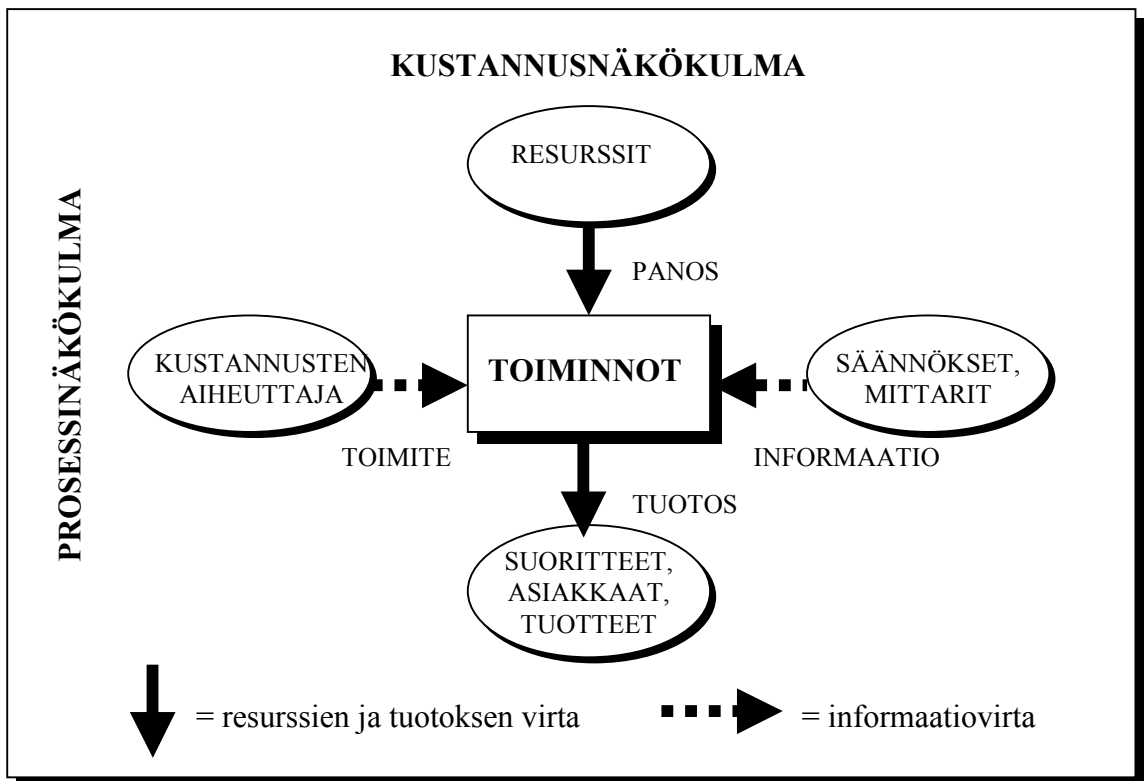 KUSTANNUSNÄKÖKULMA
RESURSSIT
PROSESSINÄKÖKULMA
PANOS
KUSTANNUSTEN
AIHEUTTAJA
TOIMINNOT
SÄÄNNÖKSET,
MITTARIT
TOIMITE
INFORMAATIO
TUOTOS
SUORITTEET,
ASIAKKAAT,
TUOTTEET
= resurssien ja tuotoksen virta
= informaatiovirta